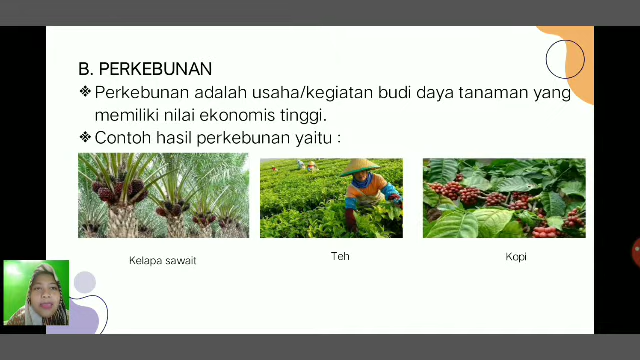 B. PERKEBUNAN
❖Perkebunan adalah usaha/kegiatan budi daya tanaman yang
memiliki nilai ekonomis tinggi.
❖Contoh hasil perkebunan yaitu :
Kelapa sawait
Teh
Kopi